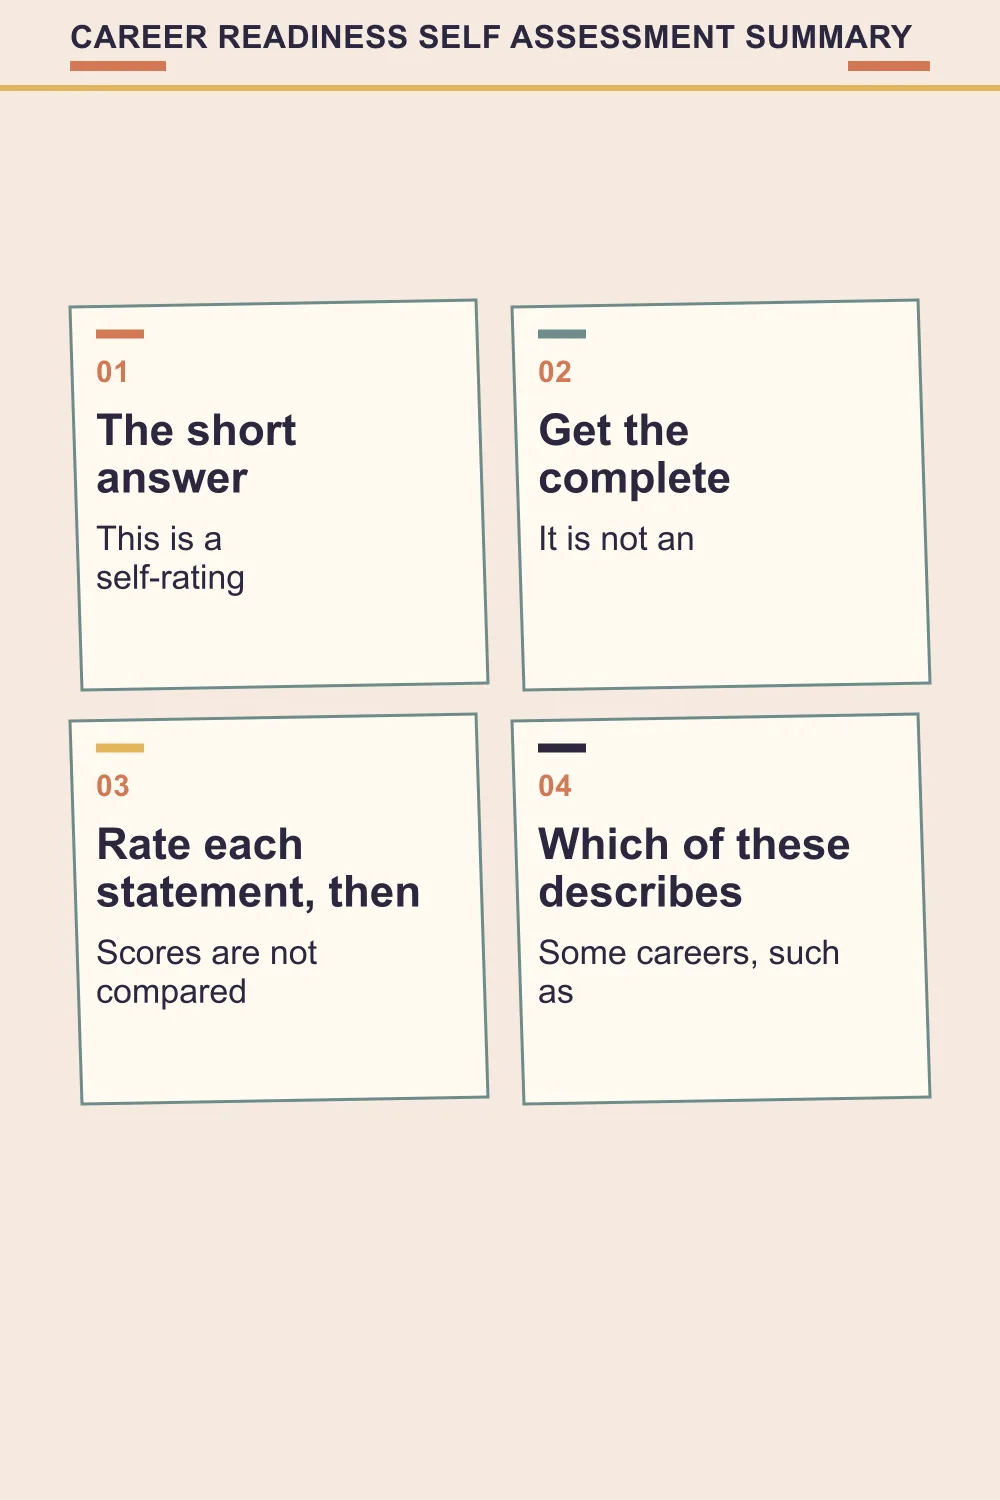 CAREER READINESS SELF ASSESSMENT SUMMARY
01
The short
answer
This is a
self-rating
02
Get the
complete
It is not an
03
Rate each
statement, then
Scores are not
compared
04
Which of these
describes
Some careers, such
as